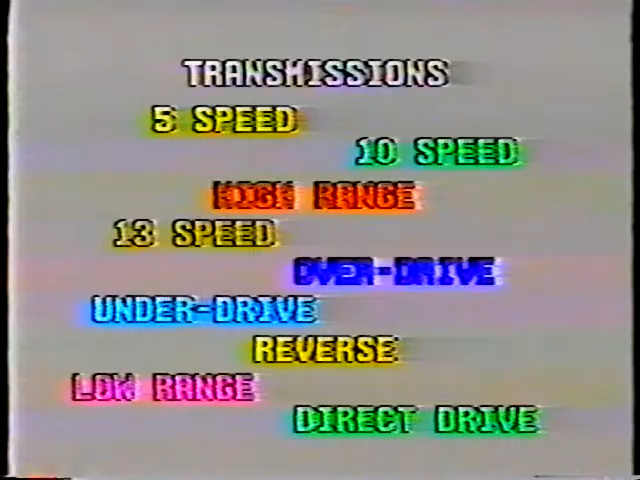 TRANSMISSIONS
5 SPEED
10 SPEED
HIGH RANGE
13 SPEED
OVER-DRIVE
UNDER-DRIVE
REVERSE
LOW RANGE
DIRECT DRIVE